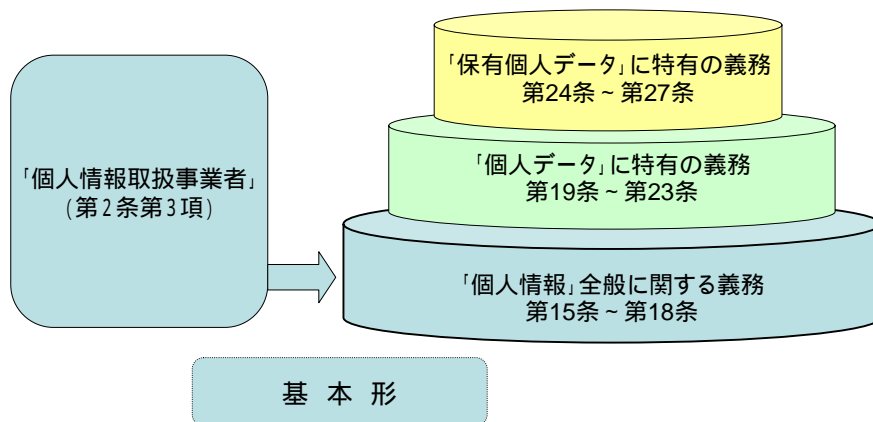 「個人情報取扱事業者」
(第2条第3項)
「保有個人データ」に特有の義務
第24条~第27条
「個人データ」に特有の義務
第19条~第23条
「個人情報」全般に関する義務
第15条~第18条
基 本 形